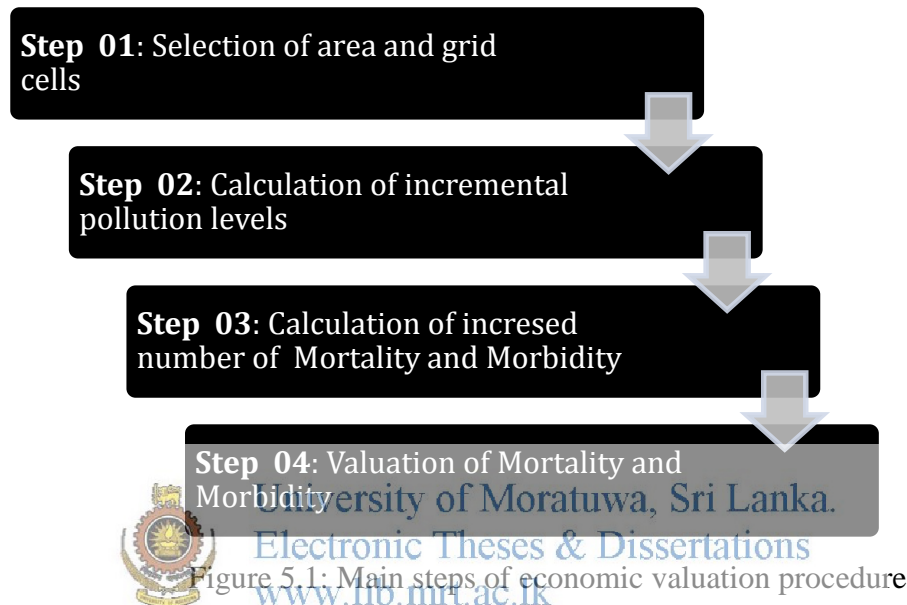 Step 01: Selection of area and grid
cells
Step 02: Calculation of incremental
pollution levels
Step 03: Calculation of incresed
number of Mortality and Morbidity
Step 04: Valuation of Mortality and
Morbidity
University of Moratuwa, Sri Lanka.
Electronic Theses & Dissertations
Figure 5.1: Main steps of economic valuation procedure
www.lib.mrt.ac.lk